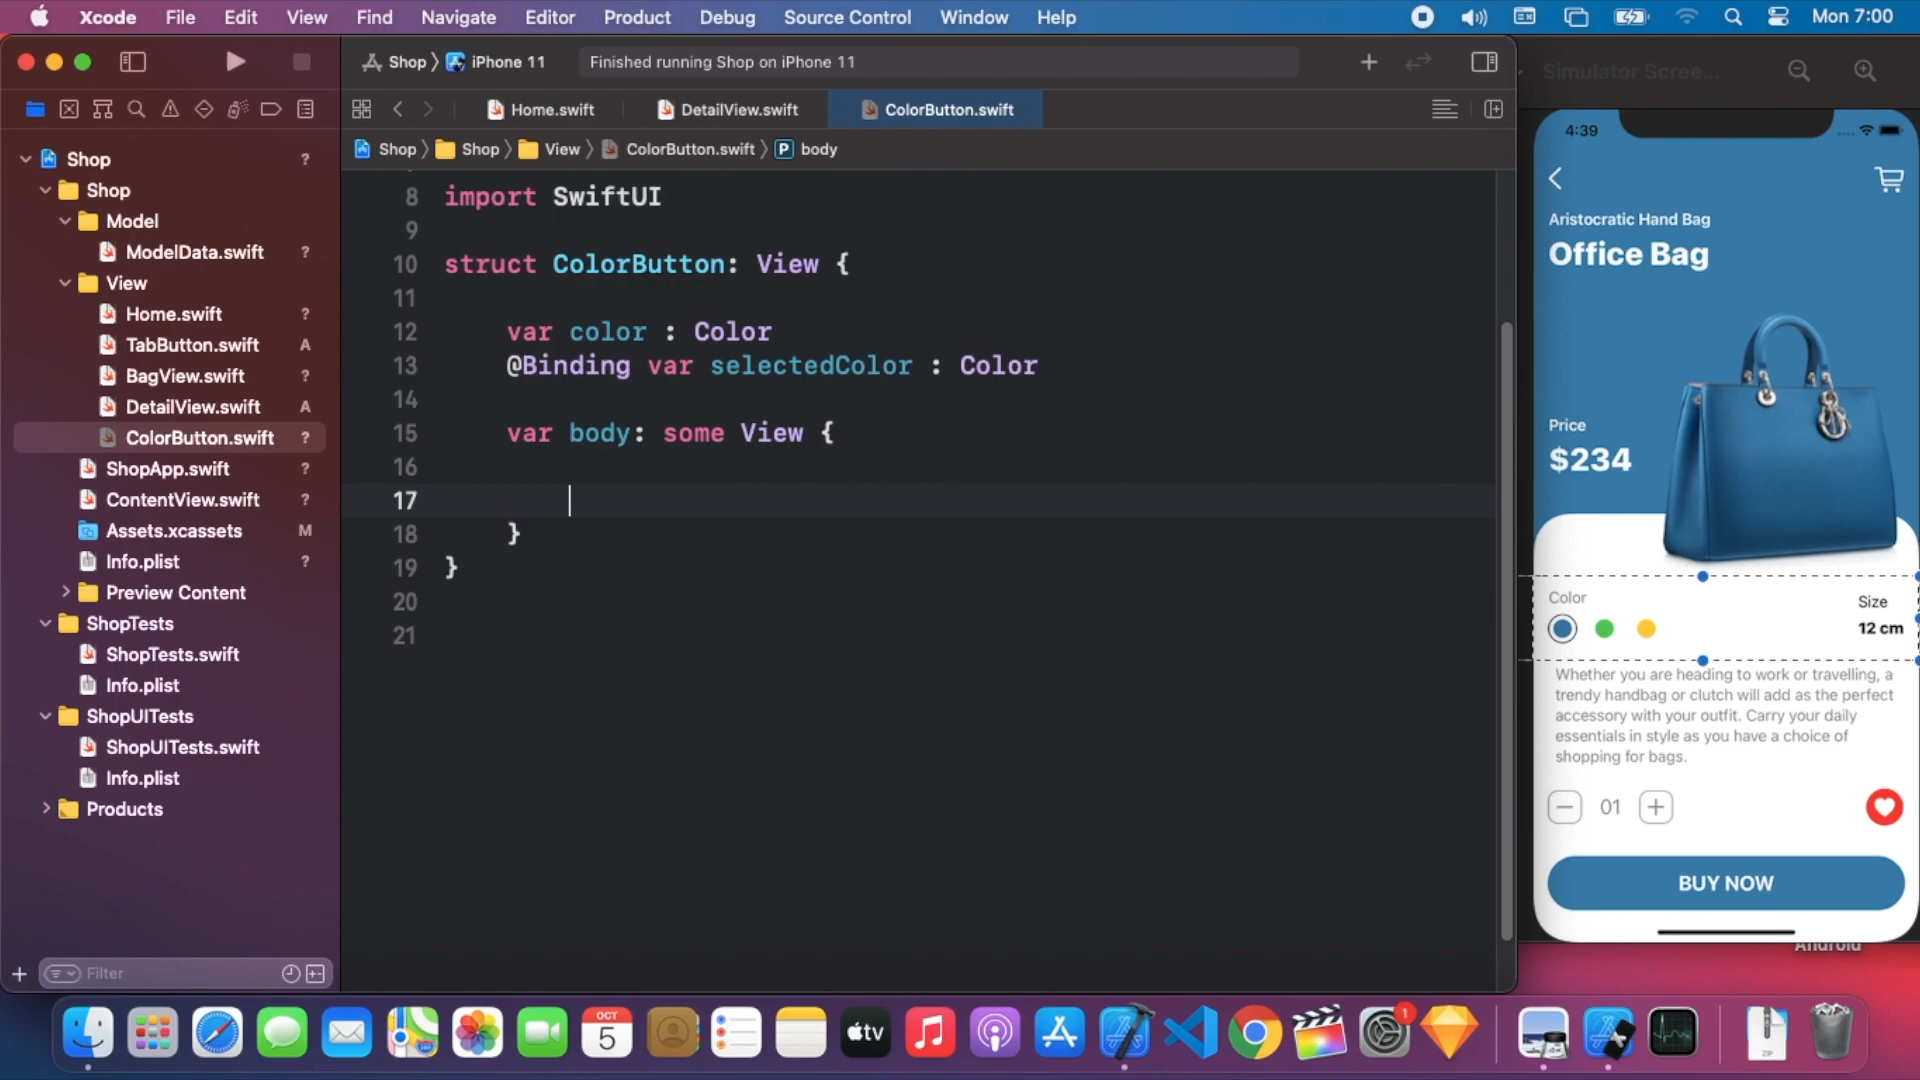 Xcode File Edit View Find Navigate Editor Product Debug Source Control Window Help Mon 7:00
Shop iPhone 11 Finished running Shop on iPhone 11
Simulator Scree...
Home.swift DetailView.swift ColorButton.swift
Shop Shop View ColorButton.swift P body
Shop ?
Shop
Model
ModelData.swift ?
View
Home.swift ?
TabButton.swift A
BagView.swift ?
DetailView.swift A
ColorButton.swift ?
ShopApp.swift ?
ContentView.swift ?
Assets.xcassets M
Info.plist ?
Preview Content
ShopTests
ShopTests.swift
Info.plist
ShopUITests
ShopUITests.swift
Info.plist
Products
Filter
8 import SwiftUI
9
10 struct ColorButton: View {
11
12 var color : Color
13 @Binding var selectedColor : Color
14
15 var body: some View {
16
17
18 }
19 }
20
21
4:39
Aristocratic Hand Bag
Office Bag
Price
$234
Color
Size
12 cm
Whether you are heading to work or travelling, a
trendy handbag or clutch will add as the perfect
accessory with your outfit. Carry your daily
essentials in style as you have a choice of
shopping for bags.
01
BUY NOW
Android
OCT
5
tv
1
ZIP